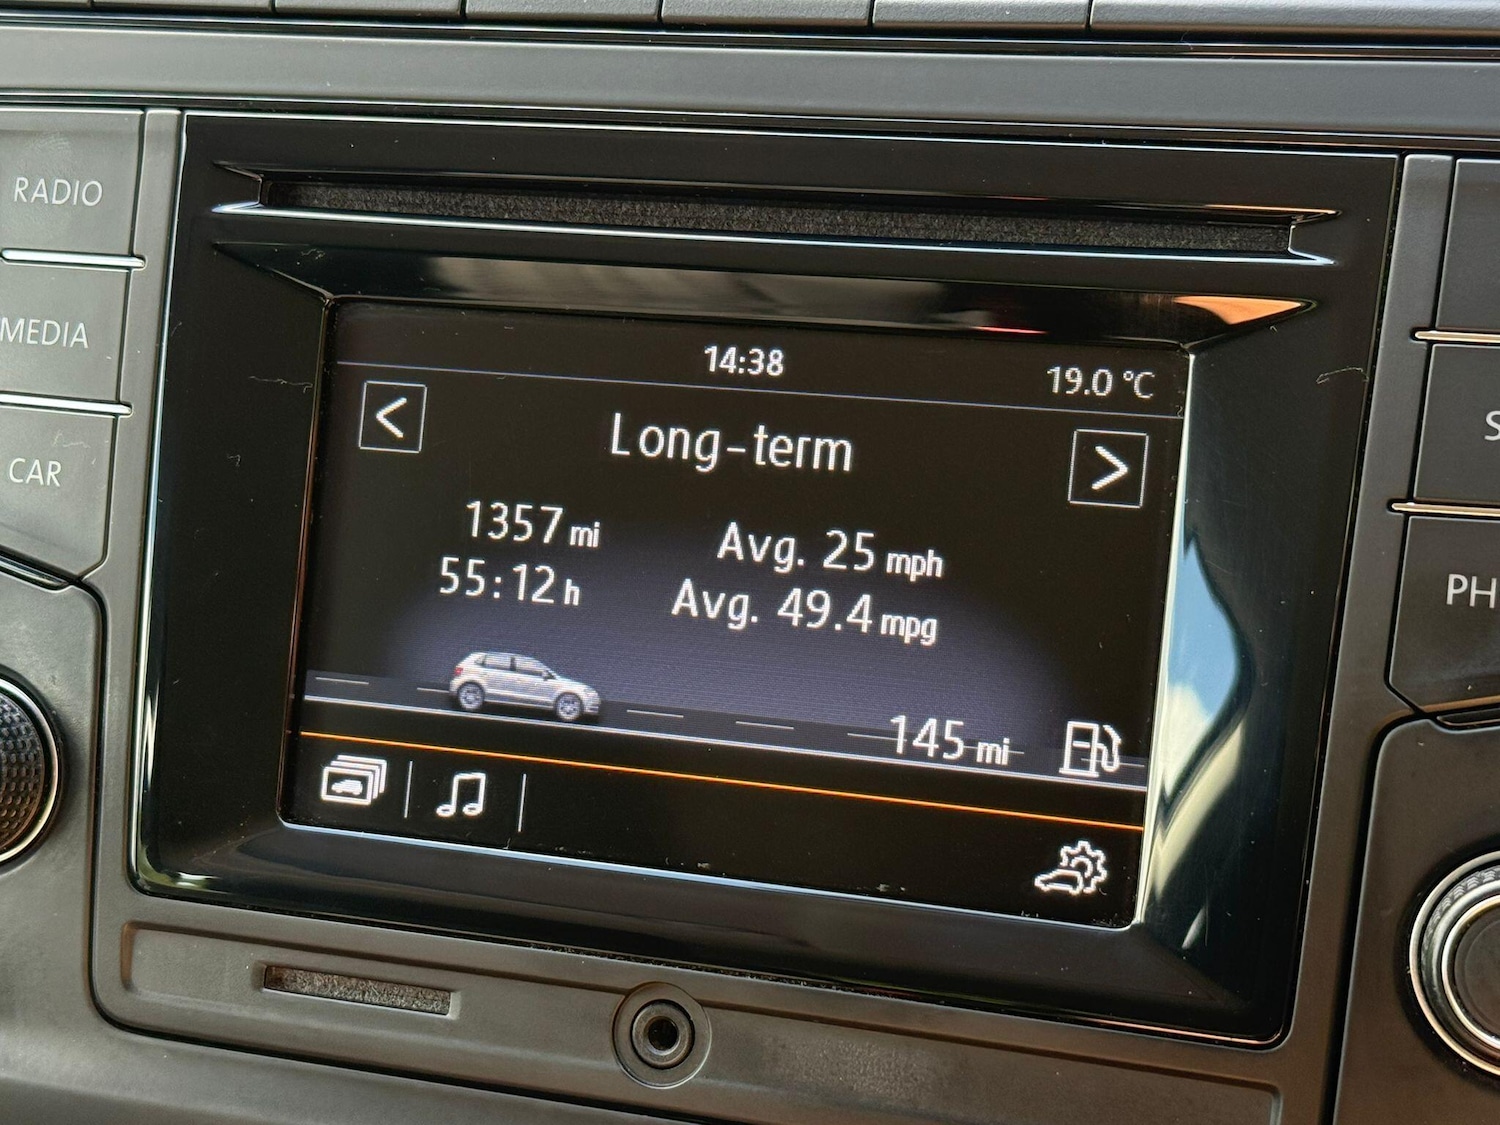 RADIO
MEDIA
CAR
14:38
19.0 °C
<
Long-term
>
1357 mi
Avg. 25 mph
55:12 h
Avg. 49.4 mpg
145 mi
S
PH